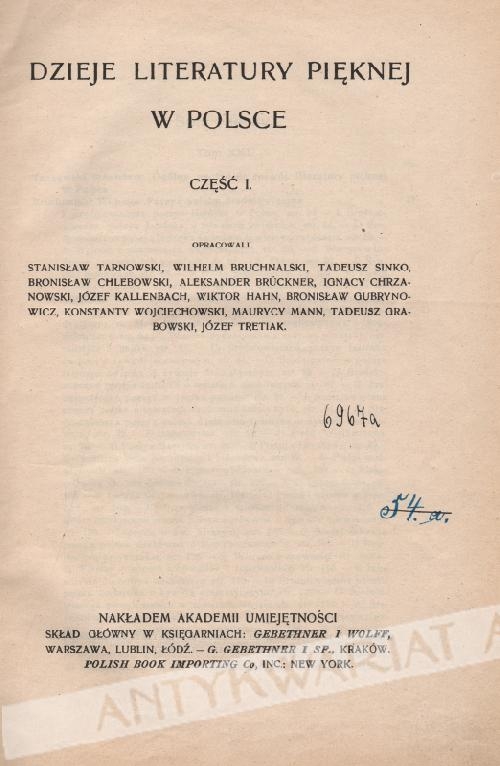 DZIEJE LITERATURY PIĘKNEJ
W POLSCE
CZĘŚĆ I.
OPRACOWALI
STANISŁAW TARNOWSKI, WILHELM BRUCHNALSKI, TADEUSZ SINKO,
BRONISŁAW CHLEBOWSKI, ALEKSANDER BRÜCKNER, IGNACY CHRZA-
NOWSKI, JÓZEF KALLENBACH, WIKTOR HAHN, BRONISŁAW GUBRYNO-
WICZ, KONSTANTY WOJCIECHOWSKI, MAURYCY MANN, TADEUSZ GRA-
BOWSKI, JÓZEF TRETIAK.
6967a
54. a.
NAKŁADEM AKADEMII UMIEJĘTNOŚCI
SKŁAD GŁÓWNY W KSIĘGARNIACH: GEBETHNER I WOLFF,
WARSZAWA, LUBLIN, ŁÓDŹ. — G. GEBETHNER I SP., KRAKÓW.
POLISH BOOK IMPORTING Co, INC.: NEW YORK.
ANTYKWARIAT